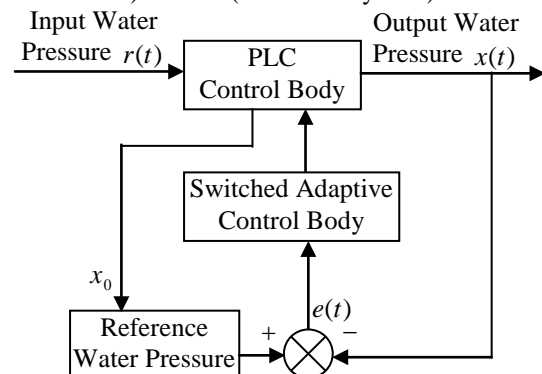 Input Water
Pressure r(t)
Output Water
Pressure x(t)
PLC
Control Body
Switched Adaptive
Control Body
x₀
e(t)
Reference
Water Pressure
+
−